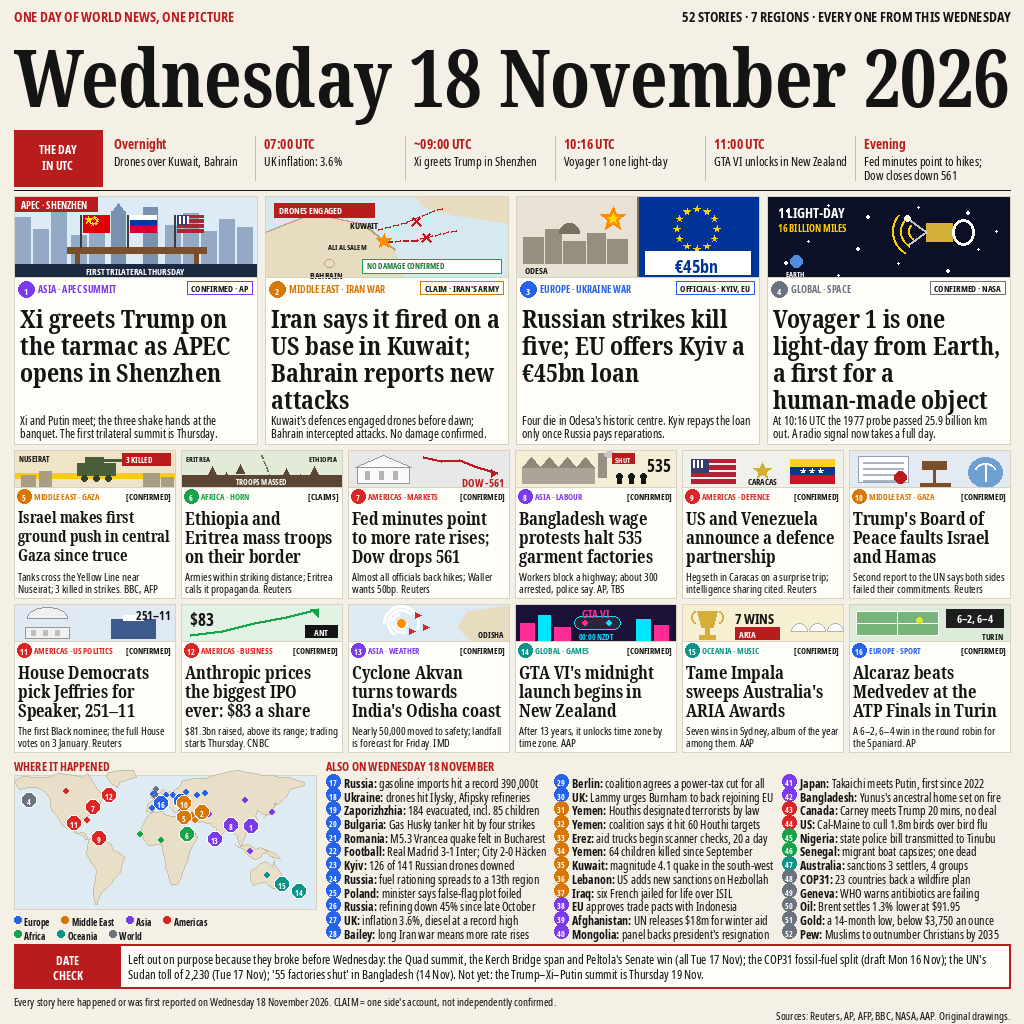 ONE DAY OF WORLD NEWS, ONE PICTURE
52 STORIES · 7 REGIONS · EVERY ONE FROM THIS WEDNESDAY
Wednesday 18 November 2026
THE DAY
IN UTC
Overnight
Drones over Kuwait, Bahrain
07:00 UTC
UK inflation: 3.6%
~09:00 UTC
Xi greets Trump in Shenzhen
10:16 UTC
Voyager 1 one light-day
11:00 UTC
GTA VI unlocks in New Zealand
Evening
Fed minutes point to hikes;
Dow closes down 561
APEC · SHENZHEN
FIRST TRILATERAL THURSDAY
1 ASIA · APEC SUMMIT
CONFIRMED · AP
Xi greets Trump on
the tarmac as APEC
opens in Shenzhen
Xi and Putin meet; the three shake hands at the
banquet. The first trilateral summit is Thursday.
DRONES ENGAGED
KUWAIT
ALI AL SALEM
NO DAMAGE CONFIRMED
BAHRAIN
2 MIDDLE EAST · IRAN WAR
CLAIM · IRAN'S ARMY
Iran says it fired on a
US base in Kuwait;
Bahrain reports new
attacks
Kuwait's defences engaged drones before dawn;
Bahrain intercepted attacks. No damage confirmed.
ODESA
€45bn
3 EUROPE · UKRAINE WAR
OFFICIALS · KYIV, EU
Russian strikes kill
five; EU offers Kyiv a
€45bn loan
Four die in Odesa's historic centre. Kyiv repays the loan
only once Russia pays reparations.
LIGHT-DAY
16 BILLION MILES
EARTH
4 GLOBAL · SPACE
CONFIRMED · NASA
Voyager 1 is one
light-day from Earth,
a first for a
human-made object
At 10:16 UTC the 1977 probe passed 25.9 billion km
out. A radio signal now takes a full day.
NUSEIRAT
3 KILLED
5 MIDDLE EAST · GAZA
[CONFIRMED]
Israel makes first
ground push in central
Gaza since truce
Tanks cross the Yellow Line near
Nuseirat; 3 killed in strikes. BBC, AFP
ERITREA
ETHIOPIA
TROOPS MASSED
6 AFRICA · HORN
[CLAIMS]
Ethiopia and
Eritrea mass troops
on their border
Armies within striking distance; Eritrea
calls it propaganda. Reuters
DOW -561
7 AMERICAS · MARKETS
[CONFIRMED]
Fed minutes point
to more rate rises;
Dow drops 561
Almost all officials back hikes; Waller
wants 50bp. Reuters
SHUT
535
8 ASIA · LABOUR
[CONFIRMED]
Bangladesh wage
protests halt 535
garment factories
Workers block a highway; about 300
arrested, police say. AP, TBS
CARACAS
9 AMERICAS · DEFENCE
[CONFIRMED]
US and Venezuela
announce a defence
partnership
Hegseth in Caracas on a surprise trip;
intelligence sharing cited. Reuters
10 MIDDLE EAST · GAZA
[CONFIRMED]
Trump's Board of
Peace faults Israel
and Hamas
Second report to the UN says both sides
failed their commitments. Reuters
251–11
11 AMERICAS · US POLITICS
[CONFIRMED]
House Democrats
pick Jeffries for
Speaker, 251–11
The first Black nominee; the full House
votes on 3 January. Reuters
$83
ANT
12 AMERICAS · BUSINESS
[CONFIRMED]
Anthropic prices
the biggest IPO
ever: $83 a share
$81.3bn raised, above its range; trading
starts Thursday. CNBC
ODISHA
13 ASIA · WEATHER
[CONFIRMED]
Cyclone Akvan
turns towards
India's Odisha coast
Nearly 50,000 moved to safety; landfall
is forecast for Friday. IMD
GTA VI
00:00 NZDT
14 GLOBAL · GAMES
[CONFIRMED]
GTA VI's midnight
launch begins in
New Zealand
After 13 years, it unlocks time zone by
time zone. AAP
7 WINS
ARIA
15 OCEANIA · MUSIC
[CONFIRMED]
Tame Impala
sweeps Australia's
ARIA Awards
Seven wins in Sydney, album of the year
among them. AAP
6–2, 6–4
TURIN
16 EUROPE · SPORT
[CONFIRMED]
Alcaraz beats
Medvedev at the
ATP Finals in Turin
A 6–2, 6–4 win in the round robin for
the Spaniard. AP
WHERE IT HAPPENED
4
12
7
11
9
16
10
5
2
6
8
1
13
15
14
Europe
Middle East
Asia
Americas
Africa
Oceania
World
ALSO ON WEDNESDAY 18 NOVEMBER
17 Russia: gasoline imports hit a record 390,000t
18 Ukraine: drones hit Ilysky, Afipsky refineries
19 Zaporizhzhia: 184 evacuated, incl. 85 children
20 Bulgaria: Gas Husky tanker hit by four strikes
21 Romania: M5.3 Vrancea quake felt in Bucharest
22 Football: Real Madrid 3-1 Inter; City 2-0 Häcken
23 Kyiv: 126 of 141 Russian drones downed
24 Russia: fuel rationing spreads to a 13th region
25 Poland: minister says false-flag plot foiled
26 Russia: refining down 45% since late October
27 UK: inflation 3.6%, diesel at a record high
28 Bailey: long Iran war means more rate rises
29 Berlin: coalition agrees a power-tax cut for all
30 UK: Lammy urges Burnham to back rejoining EU
31 Yemen: Houthis designated terrorists by law
32 Yemen: coalition says it hit 60 Houthi targets
33 Erez: aid trucks begin scanner checks, 20 a day
34 Yemen: 64 children killed since September
35 Kuwait: magnitude 4.1 quake in the south-west
36 Lebanon: US adds new sanctions on Hezbollah
37 Iraq: six French jailed for life over ISIL
38 EU approves trade pacts with Indonesia
39 Afghanistan: UN releases $18m for winter aid
40 Mongolia: panel backs president's resignation
41 Japan: Takaichi meets Putin, first since 2022
42 Bangladesh: Yunus's ancestral home set on fire
43 Canada: Carney meets Trump 20 mins, no deal
44 US: Cal-Maine to cull 1.8m birds over bird flu
45 Nigeria: state police bill transmitted to Tinubu
46 Senegal: migrant boat capsizes; one dead
47 Australia: sanctions 3 settlers, 4 groups
48 COP31: 23 countries back a wildfire plan
49 Geneva: WHO warns antibiotics are failing
50 Oil: Brent settles 1.3% lower at $91.95
51 Gold: a 14-month low, below $3,750 an ounce
52 Pew: Muslims to outnumber Christians by 2035
DATE
CHECK
Left out on purpose because they broke before Wednesday: the Quad summit, the Kerch Bridge span and Peltola's Senate win (all Tue 17 Nov); the COP31 fossil-fuel split (draft Mon 16 Nov); the UN's
Sudan toll of 2,230 (Tue 17 Nov); '55 factories shut' in Bangladesh (14 Nov). Not yet: the Trump–Xi–Putin summit is Thursday 19 Nov.
Every story here happened or was first reported on Wednesday 18 November 2026. CLAIM = one side's account, not independently confirmed.
Sources: Reuters, AP, AFP, BBC, NASA, AAP. Original drawings.